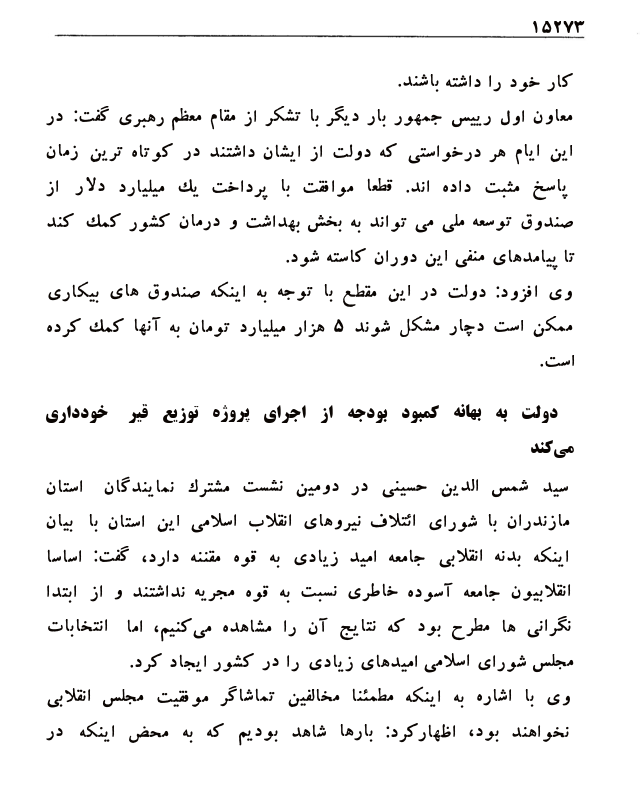 ۱۵۲۷۳
کار خود را داشته باشند.
معاون اول رییس جمهور بار دیگر با تشکر از مقام معظم رهبری گفت: در
این ایام هر درخواستی که دولت از ایشان داشتند در کوتاه ترین زمان
پاسخ مثبت داده اند. قطعا موافقت با پرداخت یك میلیارد دلار از
صندوق توسعه ملی می تواند به بخش بهداشت و درمان کشور کمك کند
تا پیامدهای منفی این دوران کاسته شود.
وی افزود: دولت در این مقطع با توجه به اینکه صندوق های بیکاری
ممکن است دچار مشکل شوند ۵ هزار میلیارد تومان به آنها کمك کرده
است.
دولت به بهانه کمبود بودجه از اجرای پروژه توزیع قیر خودداری
می‌کند
سید شمس الدین حسینی در دومین نشست مشترك نمایندگان استان
مازندران با شورای ائتلاف نیروهای انقلاب اسلامی این استان با بیان
اینکه بدنه انقلابی جامعه امید زیادی به قوه مقننه دارد، گفت: اساسا
انقلابیون جامعه آسوده خاطری نسبت به قوه مجریه نداشتند و از ابتدا
نگرانی ها مطرح بود که نتایج آن را مشاهده می‌کنیم، اما انتخابات
مجلس شورای اسلامی امیدهای زیادی را در کشور ایجاد کرد.
وی با اشاره به اینکه مطمئنا مخالفین تماشاگر موفقیت مجلس انقلابی
نخواهند بود، اظهارکرد: بارها شاهد بودیم که به محض اینکه در